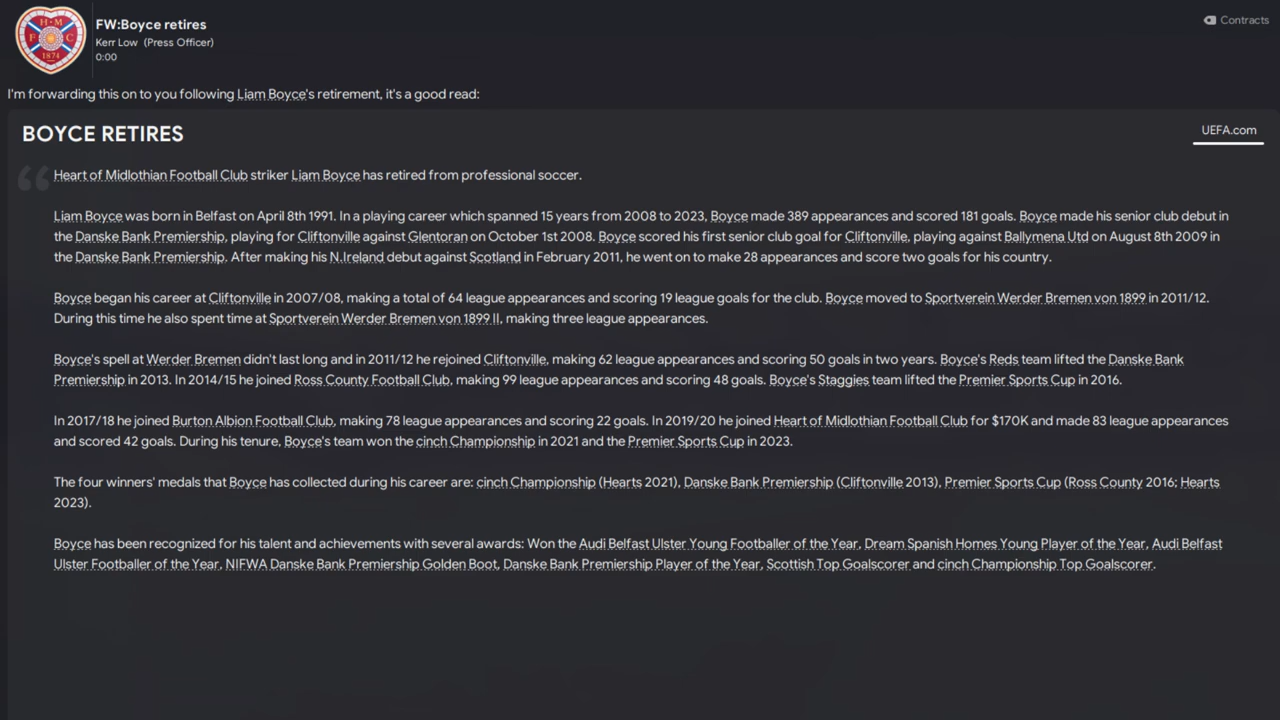 H M
F C
1874
FW:Boyce retires
Kerr Low (Press Officer)
0:00
Contracts
I'm forwarding this on to you following Liam Boyce's retirement, it's a good read:
BOYCE RETIRES
UEFA.com
Heart of Midlothian Football Club striker Liam Boyce has retired from professional soccer.
Liam Boyce was born in Belfast on April 8th 1991. In a playing career which spanned 15 years from 2008 to 2023, Boyce made 389 appearances and scored 181 goals. Boyce made his senior club debut in
the Danske Bank Premiership, playing for Cliftonville against Glentoran on October 1st 2008. Boyce scored his first senior club goal for Cliftonville, playing against Ballymena Utd on August 8th 2009 in
the Danske Bank Premiership. After making his N.Ireland debut against Scotland in February 2011, he went on to make 28 appearances and score two goals for his country.
Boyce began his career at Cliftonville in 2007/08, making a total of 64 league appearances and scoring 19 league goals for the club. Boyce moved to Sportverein Werder Bremen von 1899 in 2011/12.
During this time he also spent time at Sportverein Werder Bremen von 1899 II, making three league appearances.
Boyce's spell at Werder Bremen didn't last long and in 2011/12 he rejoined Cliftonville, making 62 league appearances and scoring 50 goals in two years. Boyce's Reds team lifted the Danske Bank
Premiership in 2013. In 2014/15 he joined Ross County Football Club, making 99 league appearances and scoring 48 goals. Boyce's Staggies team lifted the Premier Sports Cup in 2016.
In 2017/18 he joined Burton Albion Football Club, making 78 league appearances and scoring 22 goals. In 2019/20 he joined Heart of Midlothian Football Club for $170K and made 83 league appearances
and scored 42 goals. During his tenure, Boyce's team won the cinch Championship in 2021 and the Premier Sports Cup in 2023.
The four winners' medals that Boyce has collected during his career are: cinch Championship (Hearts 2021), Danske Bank Premiership (Cliftonville 2013), Premier Sports Cup (Ross County 2016; Hearts
2023).
Boyce has been recognized for his talent and achievements with several awards: Won the Audi Belfast Ulster Young Footballer of the Year, Dream Spanish Homes Young Player of the Year, Audi Belfast
Ulster Footballer of the Year, NIFWA Danske Bank Premiership Golden Boot, Danske Bank Premiership Player of the Year, Scottish Top Goalscorer and cinch Championship Top Goalscorer.